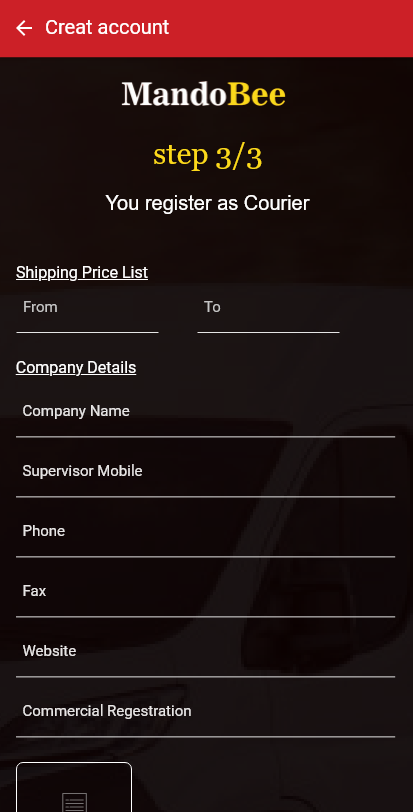 Creat account
MandoBee
step 3/3
You register as Courier
Shipping Price List
From To
Company Details
Company Name
Supervisor Mobile
Phone
Fax
Website
Commercial Regestration